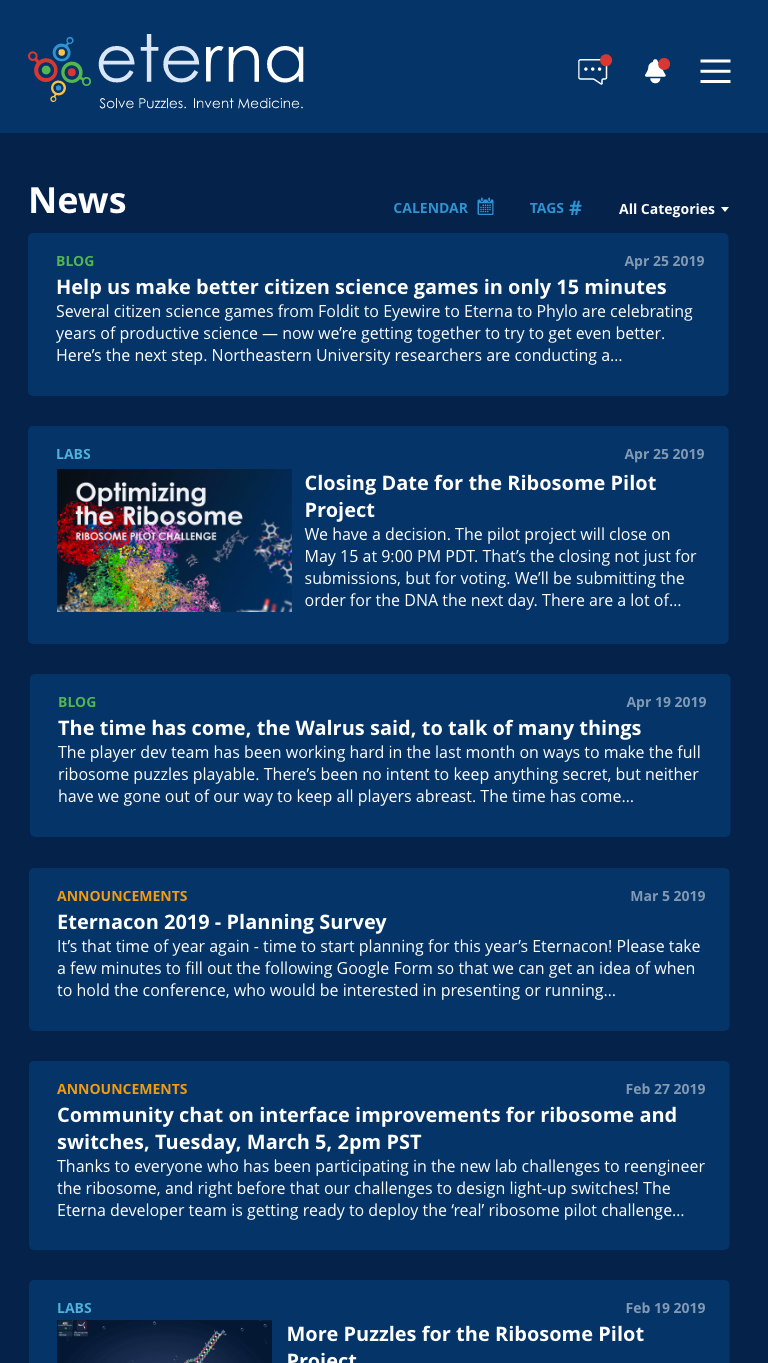 eterna
Solve Puzzles. Invent Medicine.
News
CALENDAR
TAGS #
All Categories
BLOG
Apr 25 2019
Help us make better citizen science games in only 15 minutes
Several citizen science games from Foldit to Eyewire to Eterna to Phylo are celebrating
years of productive science — now we’re getting together to try to get even better.
Here’s the next step. Northeastern University researchers are conducting a...
LABS
Apr 25 2019
Optimizing
the Ribosome
RIBOSOME PILOT CHALLENGE
Closing Date for the Ribosome Pilot
Project
We have a decision. The pilot project will close on
May 15 at 9:00 PM PDT. That’s the closing not just for
submissions, but for voting. We’ll be submitting the
order for the DNA the next day. There are a lot of...
BLOG
Apr 19 2019
The time has come, the Walrus said, to talk of many things
The player dev team has been working hard in the last month on ways to make the full
ribosome puzzles playable. There’s been no intent to keep anything secret, but neither
have we gone out of our way to keep all players abreast. The time has come...
ANNOUNCEMENTS
Mar 5 2019
Eternacon 2019 - Planning Survey
It’s that time of year again - time to start planning for this year’s Eternacon! Please take
a few minutes to fill out the following Google Form so that we can get an idea of when
to hold the conference, who would be interested in presenting or running...
ANNOUNCEMENTS
Feb 27 2019
Community chat on interface improvements for ribosome and
switches, Tuesday, March 5, 2pm PST
Thanks to everyone who has been participating in the new lab challenges to reengineer
the ribosome, and right before that our challenges to design light-up switches! The
Eterna developer team is getting ready to deploy the ‘real’ ribosome pilot challenge...
LABS
Feb 19 2019
More Puzzles for the Ribosome Pilot
Project